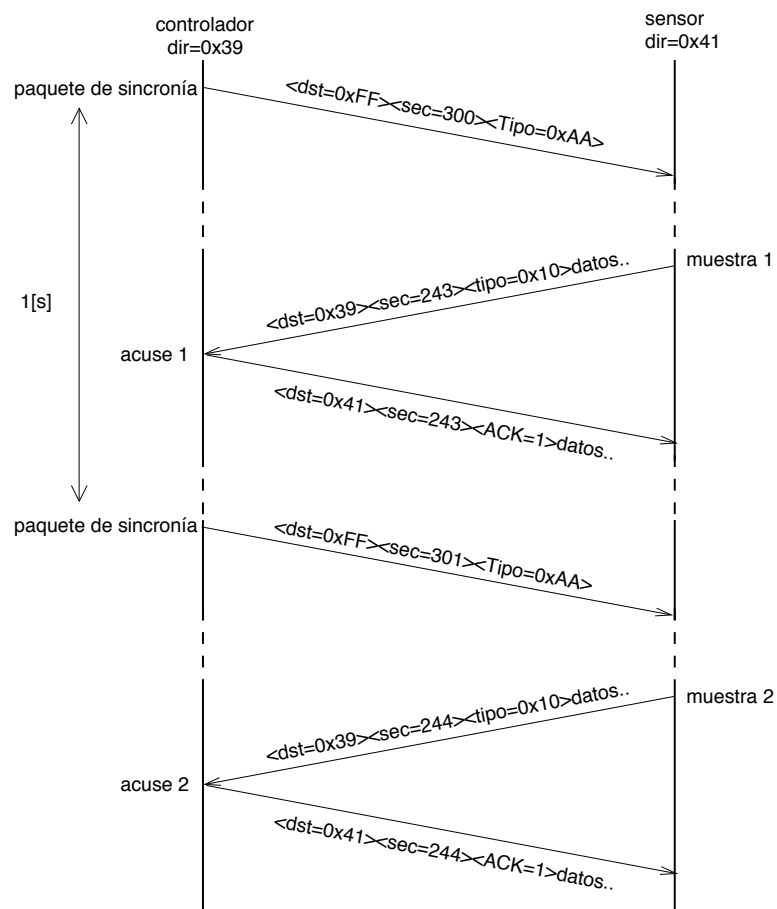 controlador
dir=0x39
sensor
dir=0x41
paquete de sincronía
<dst=0xFF><sec=300><Tipo=0xAA>
muestra 1
<dst=0x39><sec=243><tipo=0x10>datos..
1[s]
acuse 1
<dst=0x41><sec=243><ACK=1>datos..
paquete de sincronía
<dst=0xFF><sec=301><Tipo=0xAA>
muestra 2
<dst=0x39><sec=244><tipo=0x10>datos..
acuse 2
<dst=0x41><sec=244><ACK=1>datos..